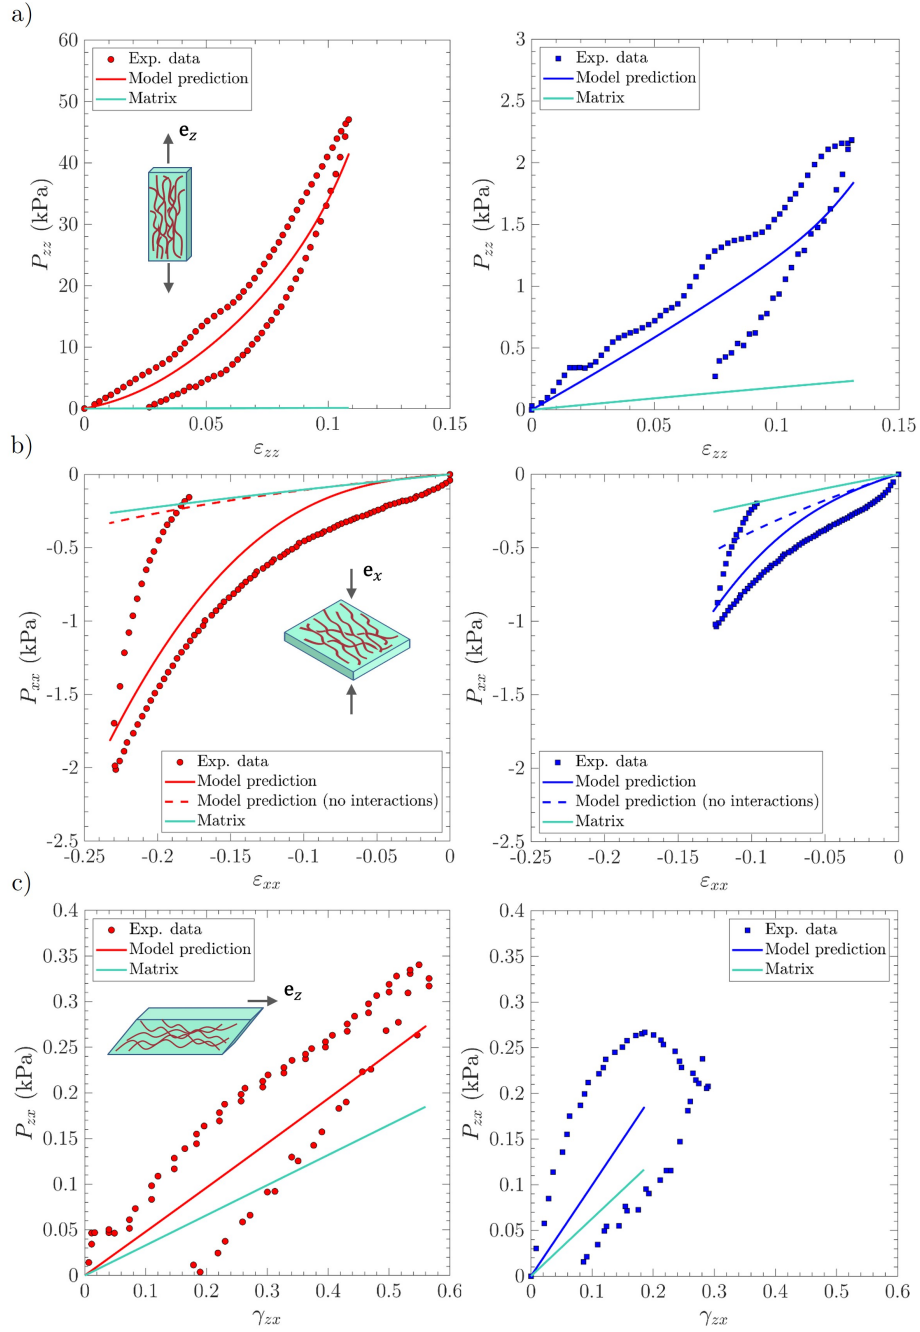 a)
60
50
40
30
20
10
0
P_zz (kPa)
Exp. data
Model prediction
Matrix
e_z
0 0.05 0.1 0.15
ε_zz
3
2.5
2
1.5
1
0.5
0
P_zz (kPa)
Exp. data
Model prediction
Matrix
0 0.05 0.1 0.15
ε_zz
b)
0
-0.5
-1
-1.5
-2
-2.5
P_xx (kPa)
e_x
Exp. data
Model prediction
Model prediction (no interactions)
Matrix
-0.25 -0.2 -0.15 -0.1 -0.05 0
ε_xx
0
-0.5
-1
-1.5
-2
-2.5
P_xx (kPa)
Exp. data
Model prediction
Model prediction (no interactions)
Matrix
-0.25 -0.2 -0.15 -0.1 -0.05 0
ε_xx
c)
0.4
0.35
0.3
0.25
0.2
0.15
0.1
0.05
0
P_zx (kPa)
Exp. data
Model prediction
Matrix
e_z
0 0.1 0.2 0.3 0.4 0.5 0.6
γ_zx
0.4
0.35
0.3
0.25
0.2
0.15
0.1
0.05
0
P_zx (kPa)
Exp. data
Model prediction
Matrix
0 0.1 0.2 0.3 0.4 0.5 0.6
γ_zx